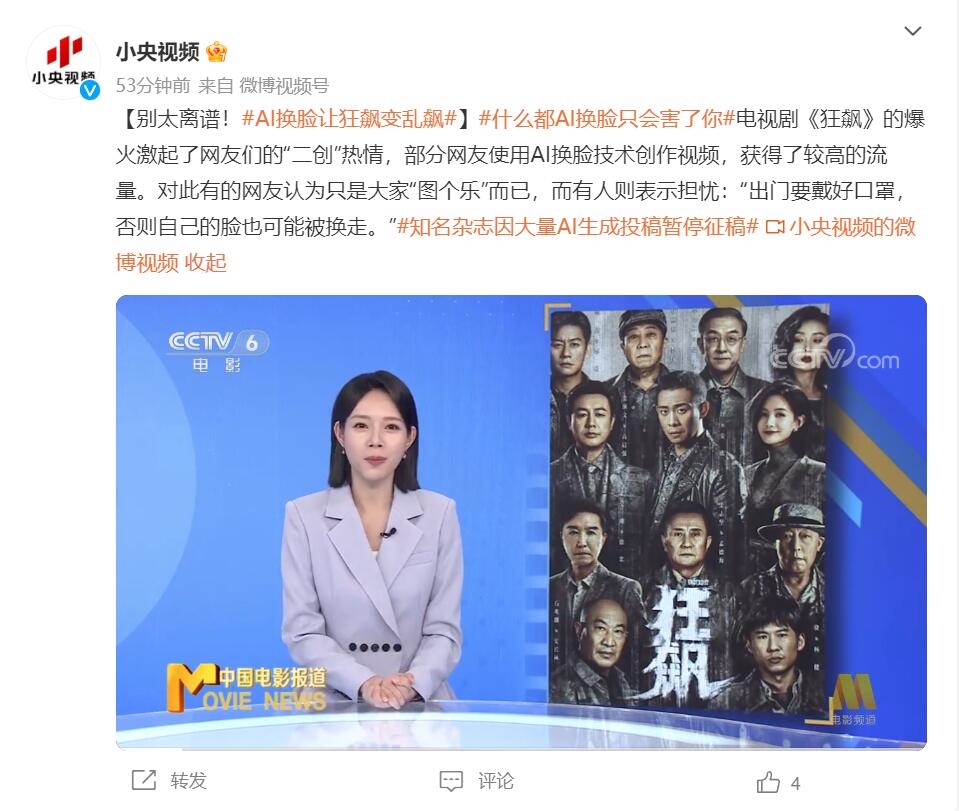 小央视频
小央视频
53分钟前 来自 微博视频号
【别太离谱！#AI换脸让狂飙变乱飙#】#什么都AI换脸只会害了你#电视剧《狂飙》的爆
火激起了网友们的“二创”热情，部分网友使用AI换脸技术创作视频，获得了较高的流
量。对此有的网友认为只是大家“图个乐”而已，而有人则表示担忧：“出门要戴好口罩，
否则自己的脸也可能被换走。”#知名杂志因大量AI生成投稿暂停征稿# 小央视频的微
博视频 收起
CCTV 6
电影
CCTV.com
狂飙
中国电影报道
MOVIE NEWS
电影频道
转发
评论
4